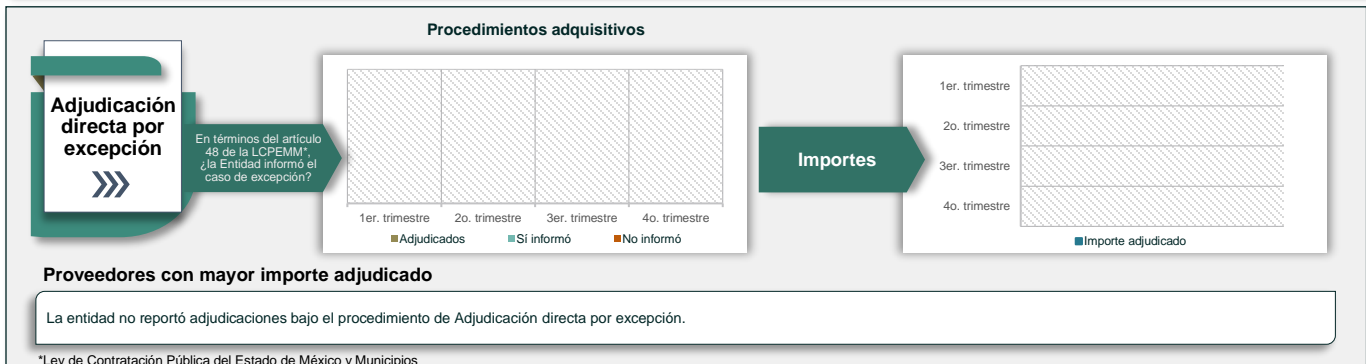 Procedimientos adquisitivos
Adjudicación
directa por
excepción
En términos del artículo
48 de la LCPEMM*,
¿la Entidad informó el
caso de excepción?
1er. trimestre 2o. trimestre 3er. trimestre 4o. trimestre
Adjudicados Sí informó No informó
Importes
1er. trimestre
2o. trimestre
3er. trimestre
4o. trimestre
Importe adjudicado
Proveedores con mayor importe adjudicado
La entidad no reportó adjudicaciones bajo el procedimiento de Adjudicación directa por excepción.
*Ley de Contratación Pública del Estado de México y Municipios